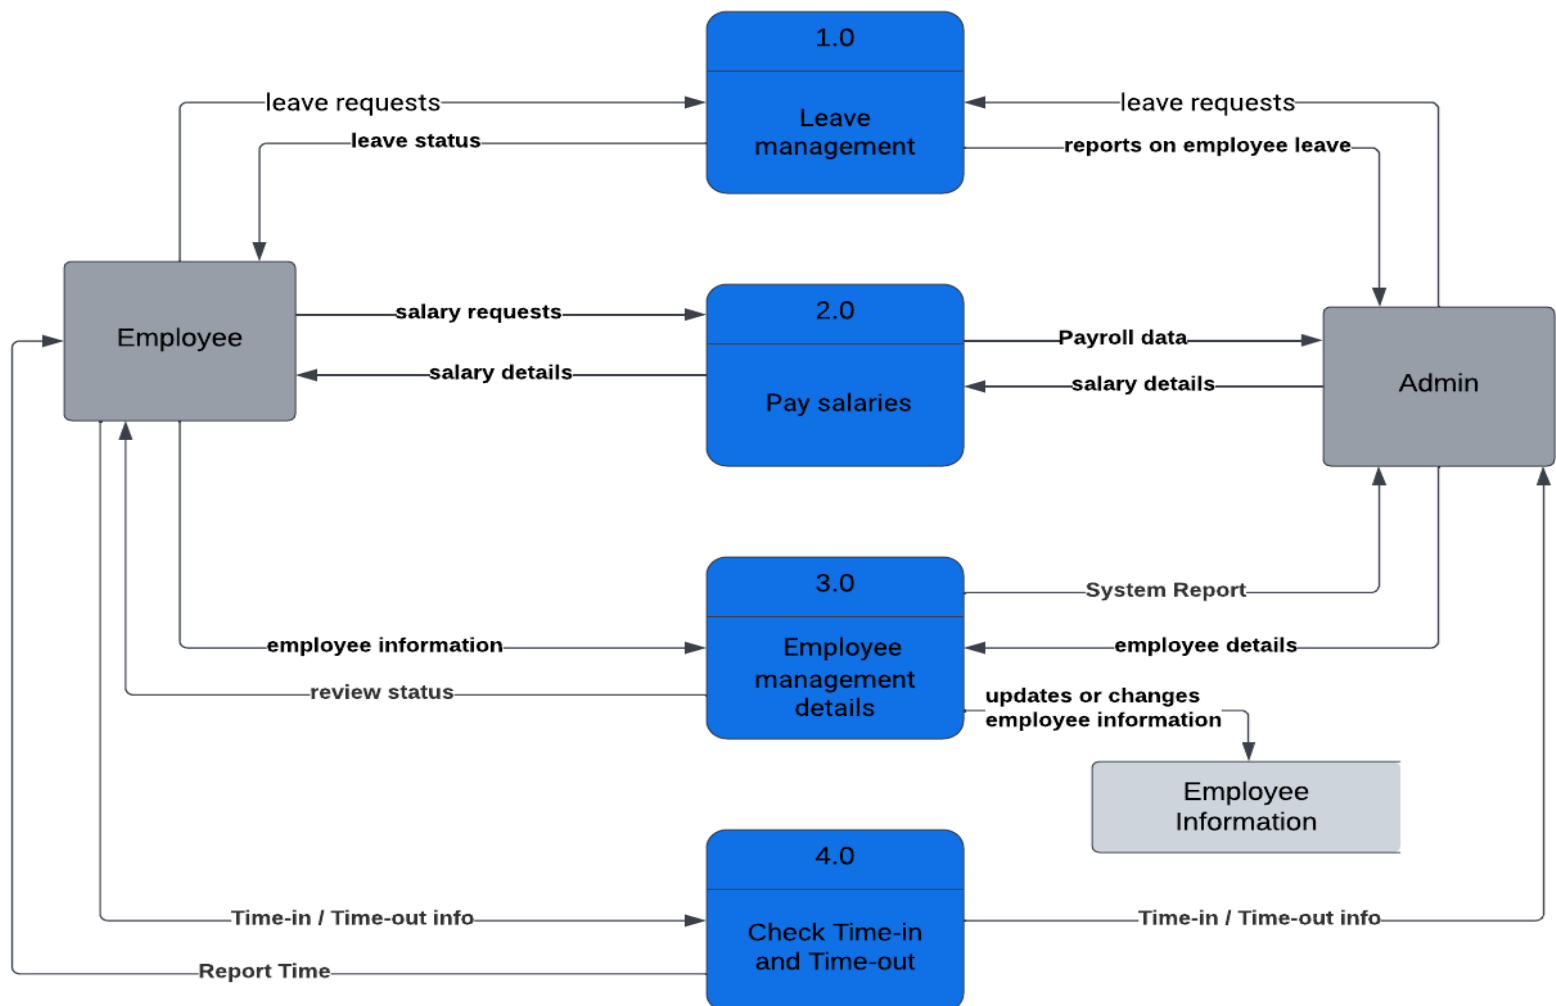 1.0
leave requests
leave requests
Leave
management
leave status
reports on employee leave
2.0
salary requests
Employee
Payroll data
salary details
salary details
Admin
Pay salaries
3.0
System Report
employee information
Employee
management
details
employee details
review status
updates or changes
employee information
Employee
Information
4.0
Time-in / Time-out info
Time-in / Time-out info
Check Time-in
and Time-out
Report Time